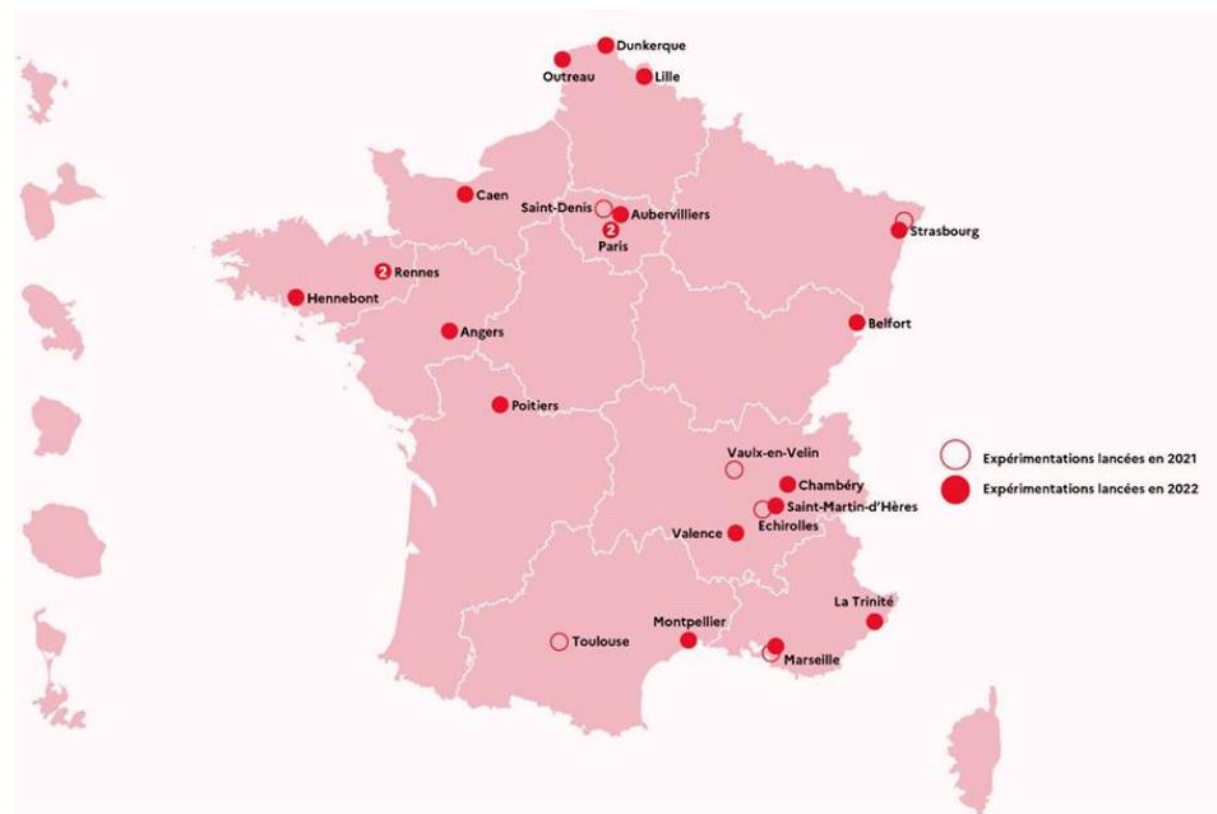 Dunkerque
Outreau
Lille
Caen
Saint-Denis
Aubervilliers
2
Paris
Strasbourg
2 Rennes
Hennebont
Belfort
Angers
Poitiers
Vaulx-en-Velin
Expérimentations lancées en 2021
Chambéry
Expérimentations lancées en 2022
Saint-Martin-d'Hères
Echirolles
Valence
La Trinité
Montpellier
Toulouse
Marseille